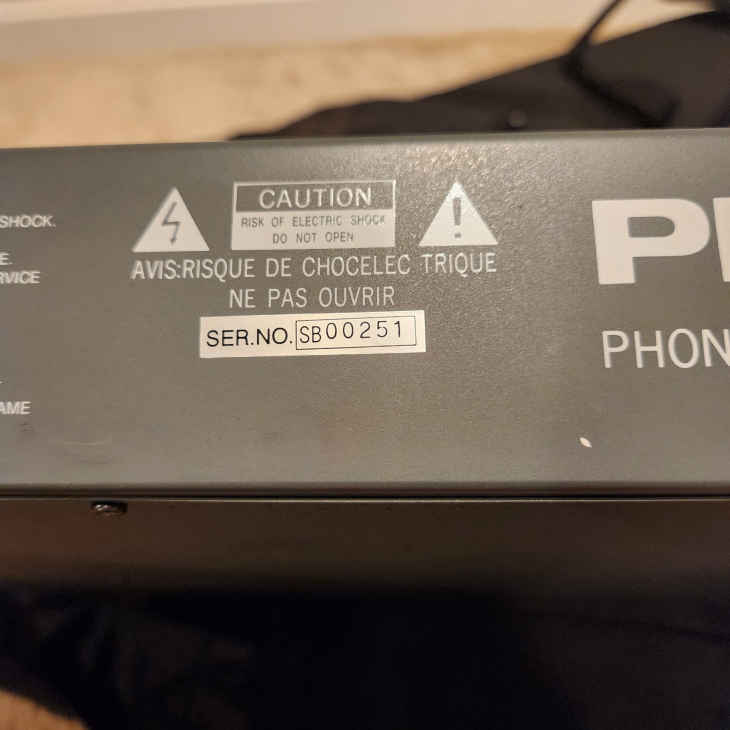 SHOCK.
E.
RVICE
AME
CAUTION
RISK OF ELECTRIC SHOCK
DO NOT OPEN
AVIS:RISQUE DE CHOCELEC TRIQUE
NE PAS OUVRIR
SER.NO. SB00251
PH
PHON